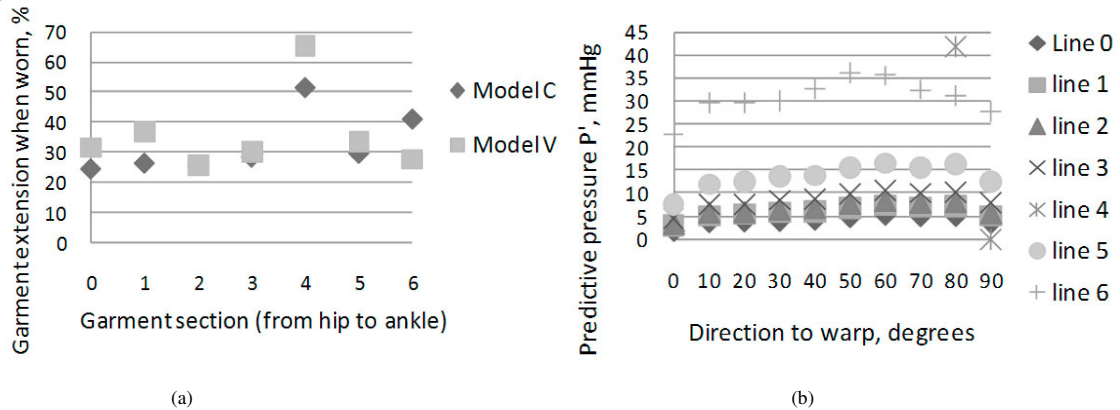 Garment extension when worn, %
70
60
50
40
30
20
10
0
0 1 2 3 4 5 6
Garment section (from hip to ankle)
Model C
Model V
(a)
Predictive pressure P', mmHg
45
40
35
30
25
20
15
10
5
0
0 10 20 30 40 50 60 70 80 90
Direction to warp, degrees
Line 0
line 1
line 2
line 3
line 4
line 5
line 6
(b)